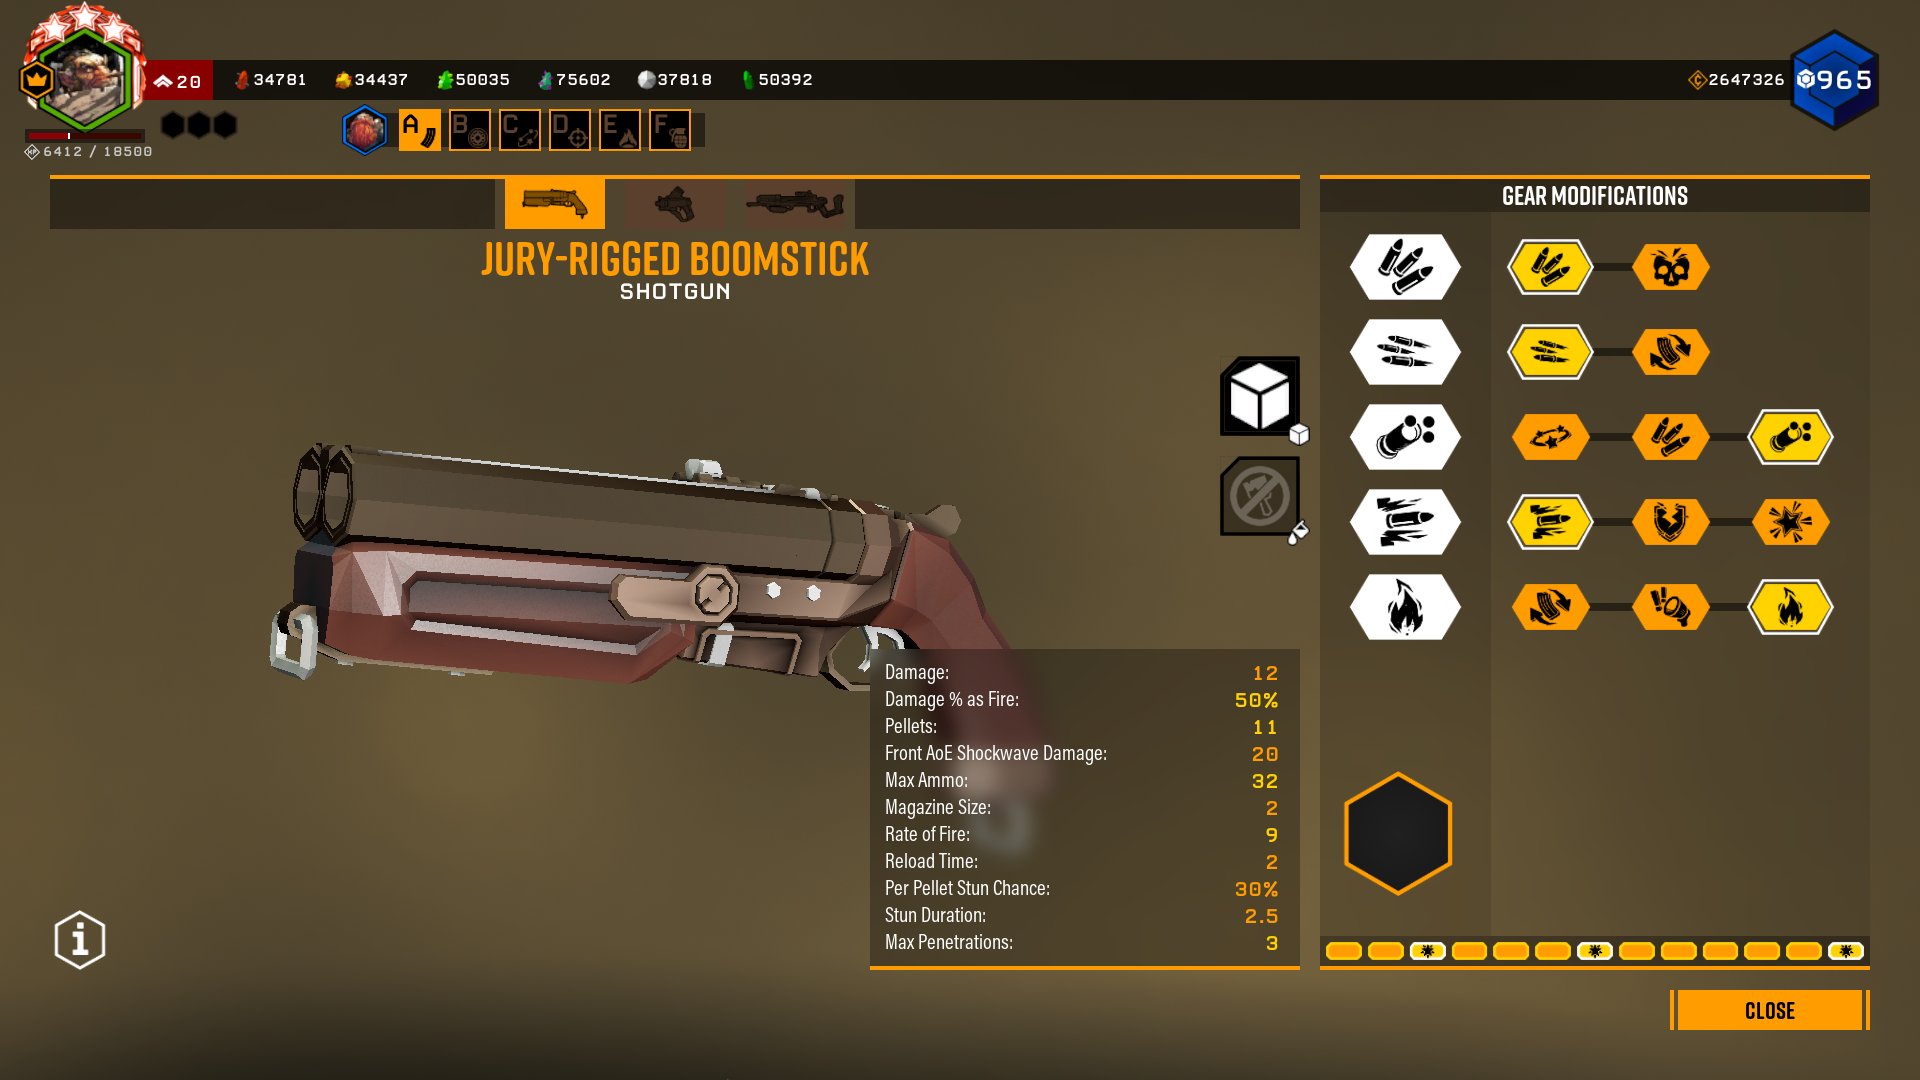 20 34781 34437 50035 75602 37818 50392 2647326 965
6412 / 18500
A B C D E F
GEAR MODIFICATIONS
JURY-RIGGED BOOMSTICK
SHOTGUN
Damage: 12
Damage % as Fire: 50%
Pellets: 11
Front AoE Shockwave Damage: 20
Max Ammo: 32
Magazine Size: 2
Rate of Fire: 9
Reload Time: 2
Per Pellet Stun Chance: 30%
Stun Duration: 2.5
Max Penetrations: 3
CLOSE